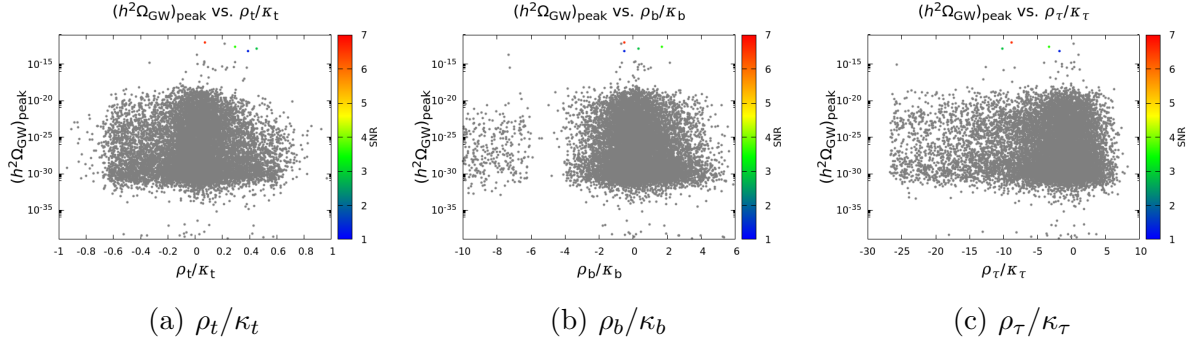 (h²Ω_GW)_peak vs. ρ_t/κ_t
(h²Ω_GW)_peak
10⁻¹⁵
10⁻²⁰
10⁻²⁵
10⁻³⁰
10⁻³⁵
-1 -0.8 -0.6 -0.4 -0.2 0 0.2 0.4 0.6 0.8 1
ρ_t/κ_t
7
6
5
4
3
2
1
SNR
(a) ρ_t/κ_t
(h²Ω_GW)_peak vs. ρ_b/κ_b
(h²Ω_GW)_peak
10⁻¹⁵
10⁻²⁰
10⁻²⁵
10⁻³⁰
10⁻³⁵
-10 -8 -6 -4 -2 0 2 4 6
ρ_b/κ_b
7
6
5
4
3
2
1
SNR
(b) ρ_b/κ_b
(h²Ω_GW)_peak vs. ρ_τ/κ_τ
(h²Ω_GW)_peak
10⁻¹⁵
10⁻²⁰
10⁻²⁵
10⁻³⁰
10⁻³⁵
-30 -25 -20 -15 -10 -5 0 5 10
ρ_τ/κ_τ
7
6
5
4
3
2
1
SNR
(c) ρ_τ/κ_τ